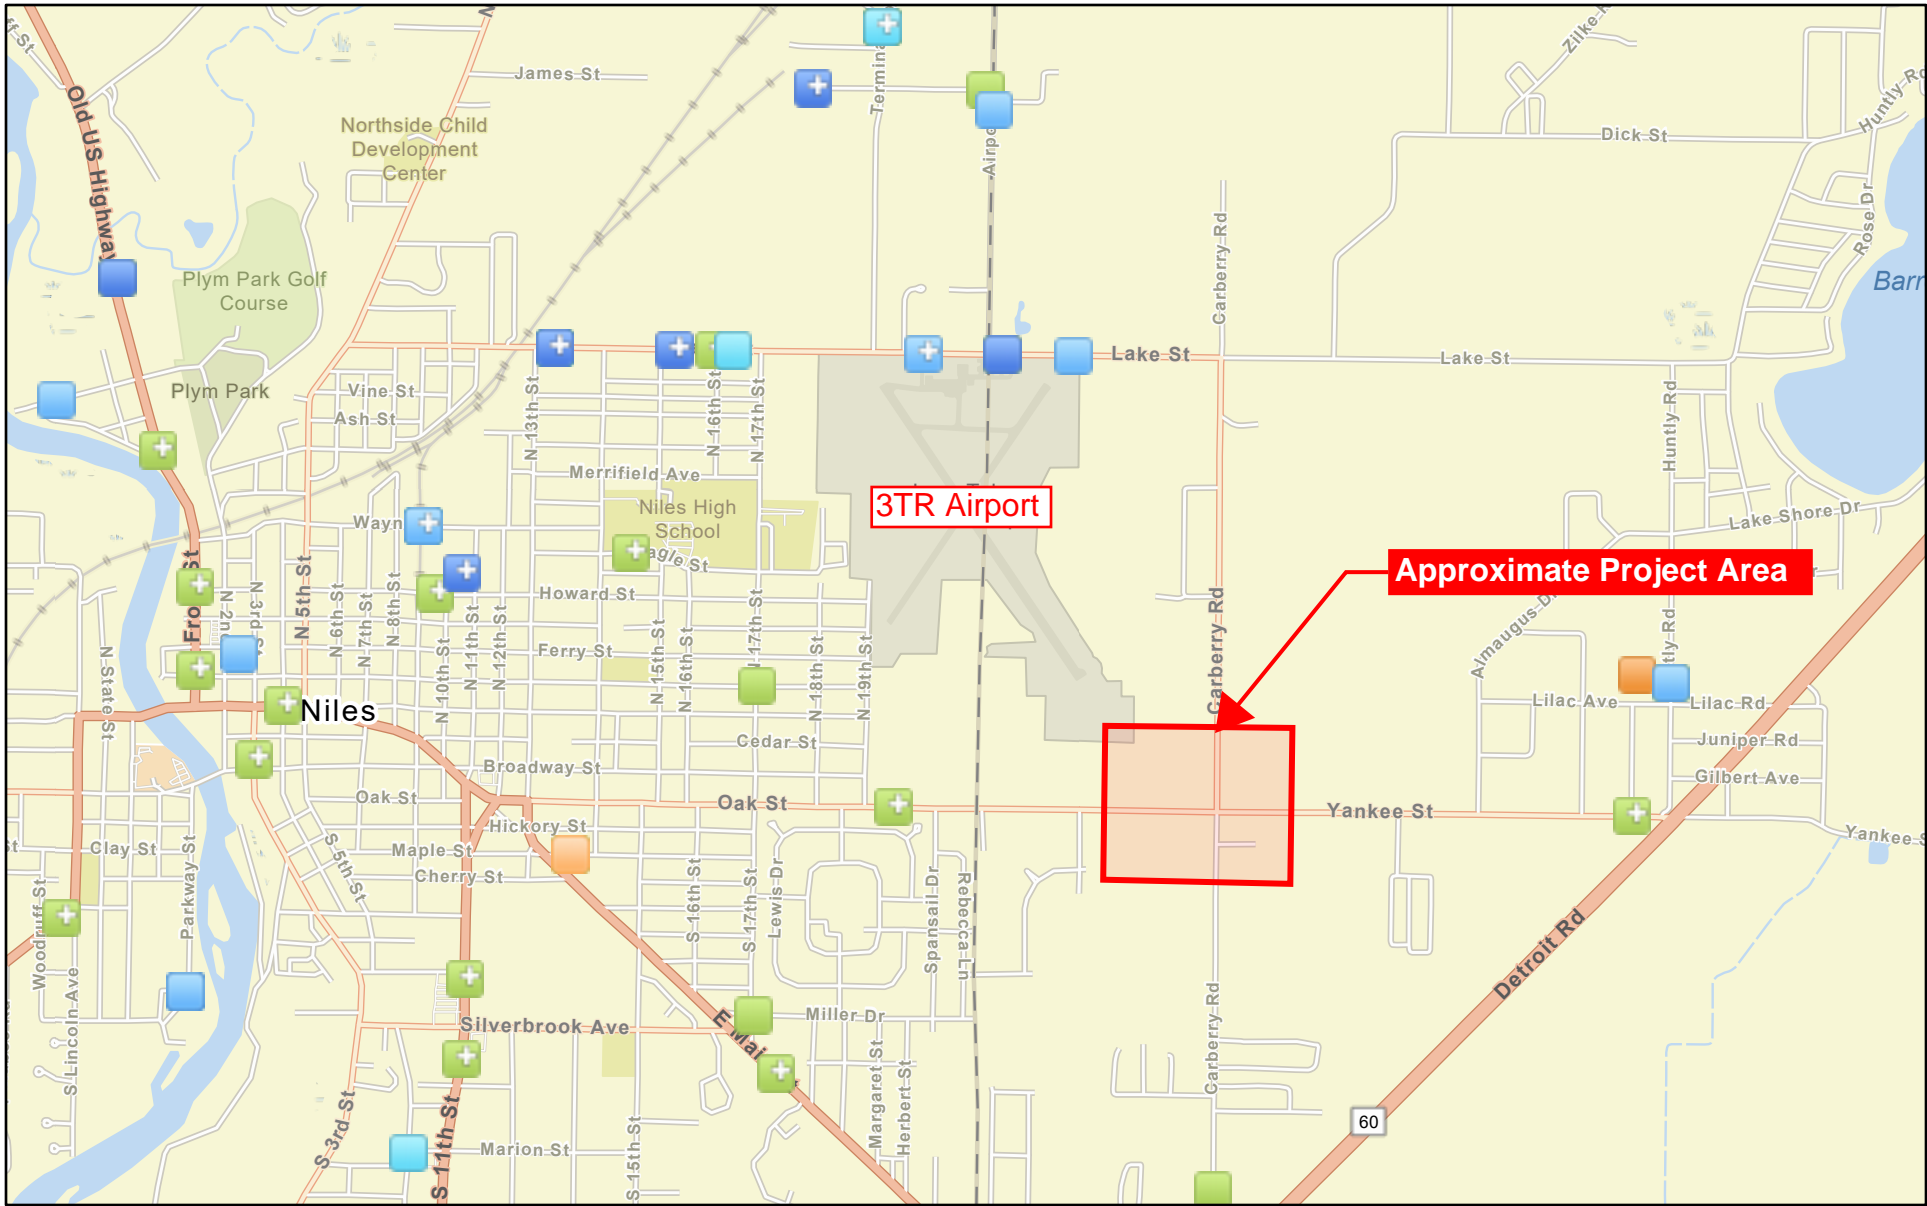 James St
Northside Child
Development
Center
Old US Highway
Plym Park Golf
Course
Plym Park
Vine St
Ash St
N 13th St
N 16th St
N 17th St
Merrifield Ave
Niles High
School
Howard St
Ferry St
N 5th St
N 3rd St
N 6th St
N 7th St
N 8th St
N 10th St
N 11th St
N 12th St
N 15th St
N 16th St
N 17th St
N 18th St
N 19th St
N State St
Niles
Cedar St
Broadway St
Oak St
Oak St
Hickory St
Maple St
Cherry St
Clay St
Parkway St
Woodruff St
S Lincoln Ave
S 5th St
S 16th St
S 17th St
Lewis Dr
Spansail Dr
Rebecca Ln
Silverbrook Ave
Miller Dr
Margaret St
Herbert St
S 3rd St
S 11th St
Marion St
S 15th St
Lake St
Lake St
Carberry Rd
Carberry Rd
Carberry Rd
3TR Airport
Approximate Project Area
Dick St
Huntly Rd
Rose Dr
Barr
Huntly Rd
Lake Shore Dr
Lilac Ave
Lilac Rd
Juniper Rd
Gilbert Ave
Yankee St
Yankee S
Detroit Rd
60